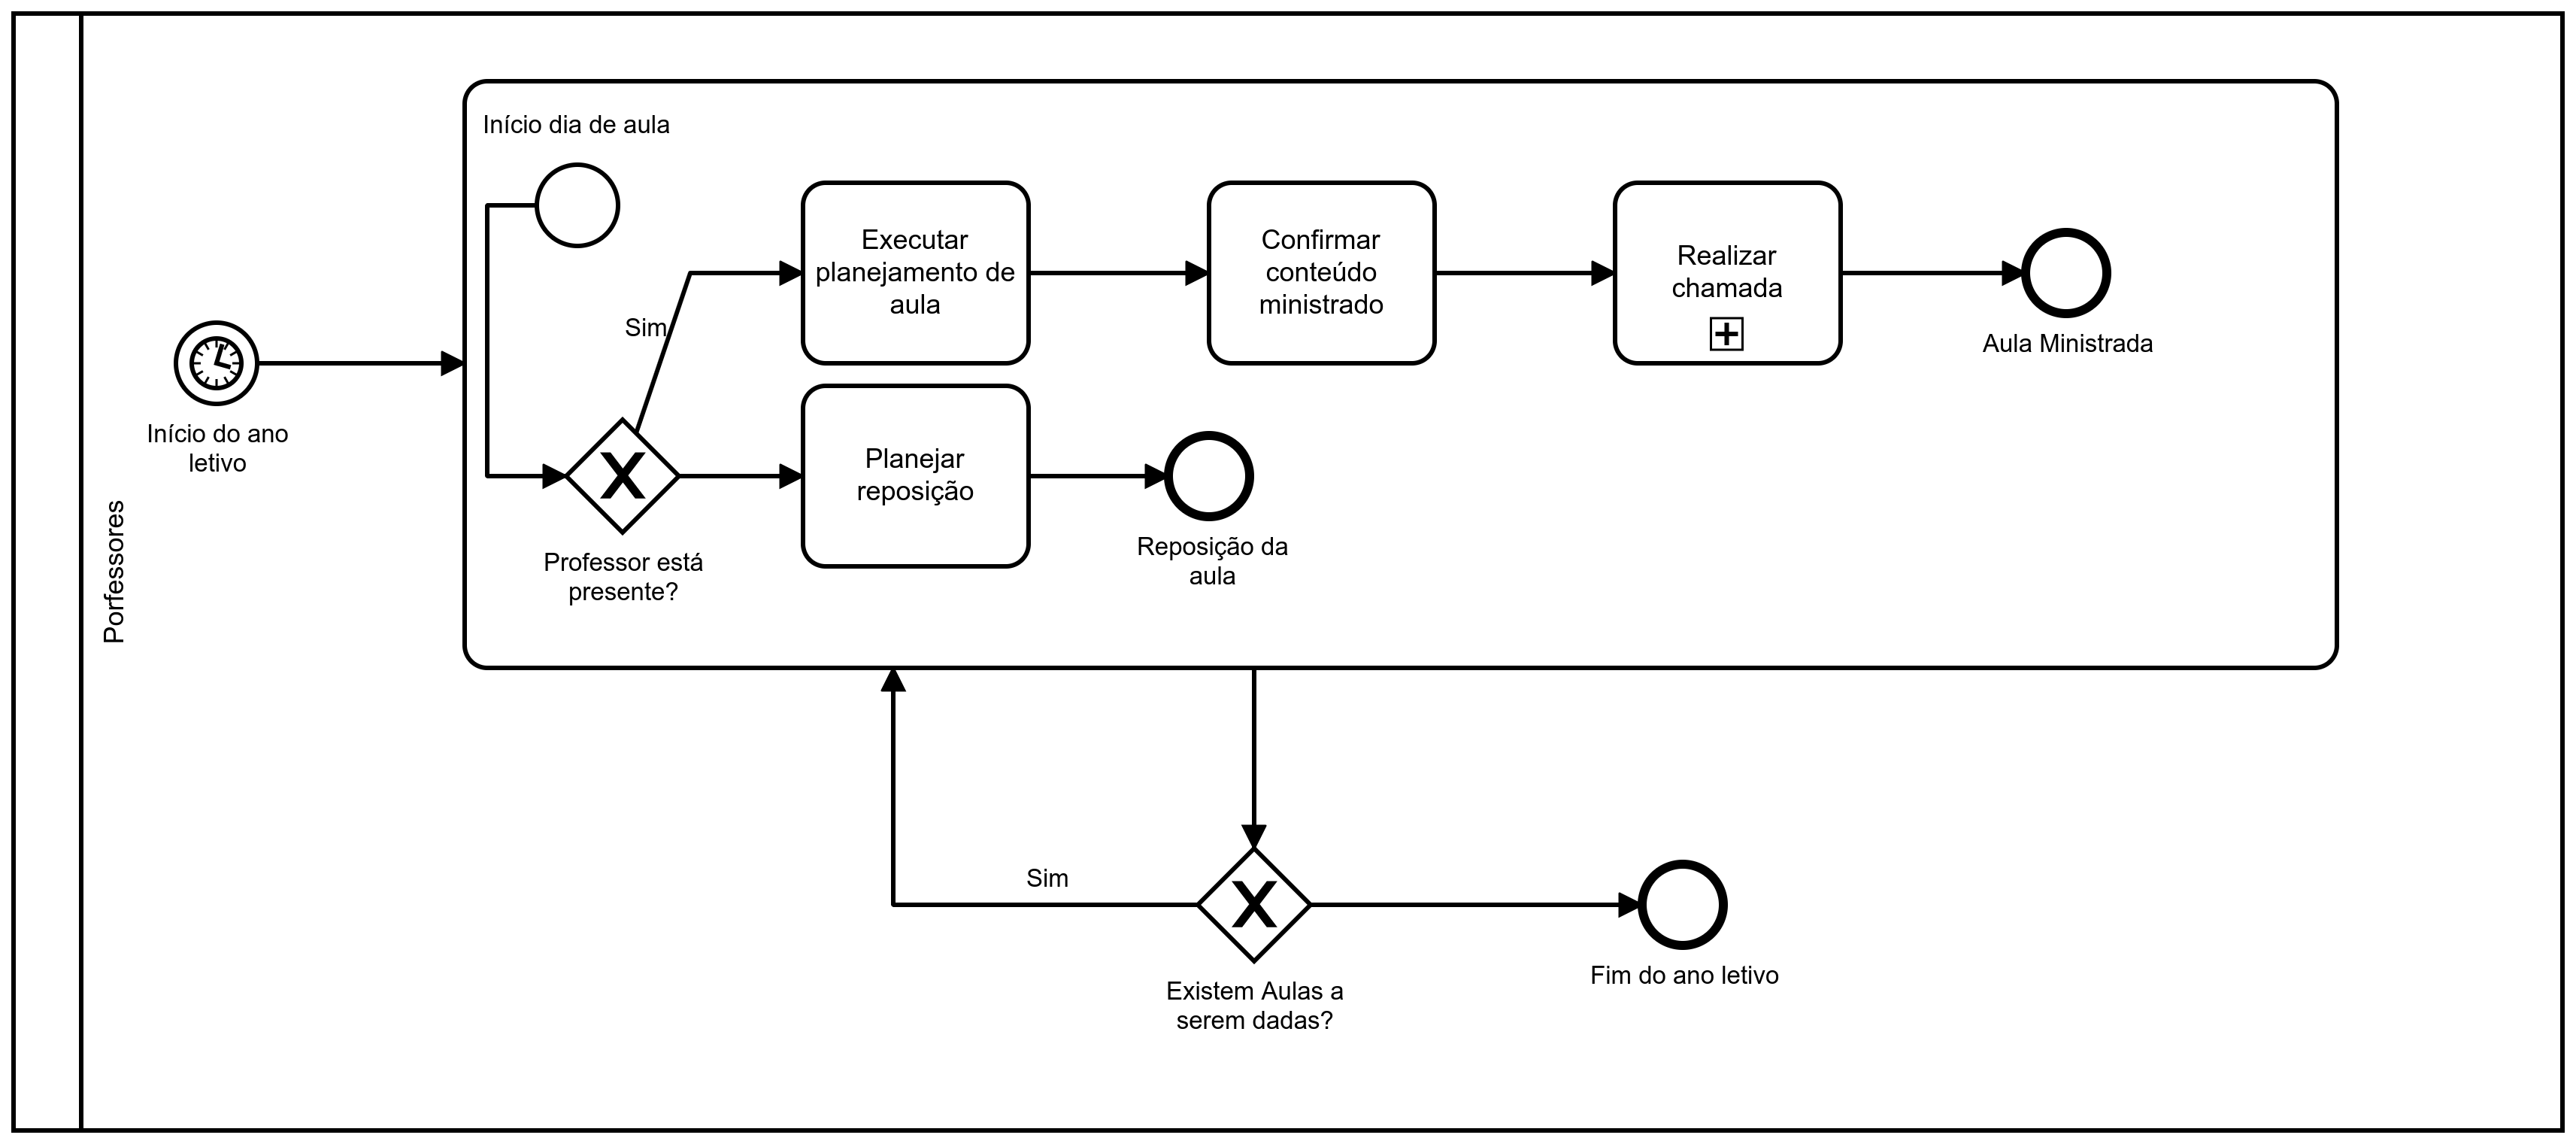 Porfessores
Início do ano
letivo
Início dia de aula
Sim
Professor está
presente?
Executar
planejamento de
aula
Confirmar
conteúdo
ministrado
Realizar
chamada
Aula Ministrada
Planejar
reposição
Reposição da
aula
Sim
Existem Aulas a
serem dadas?
Fim do ano letivo